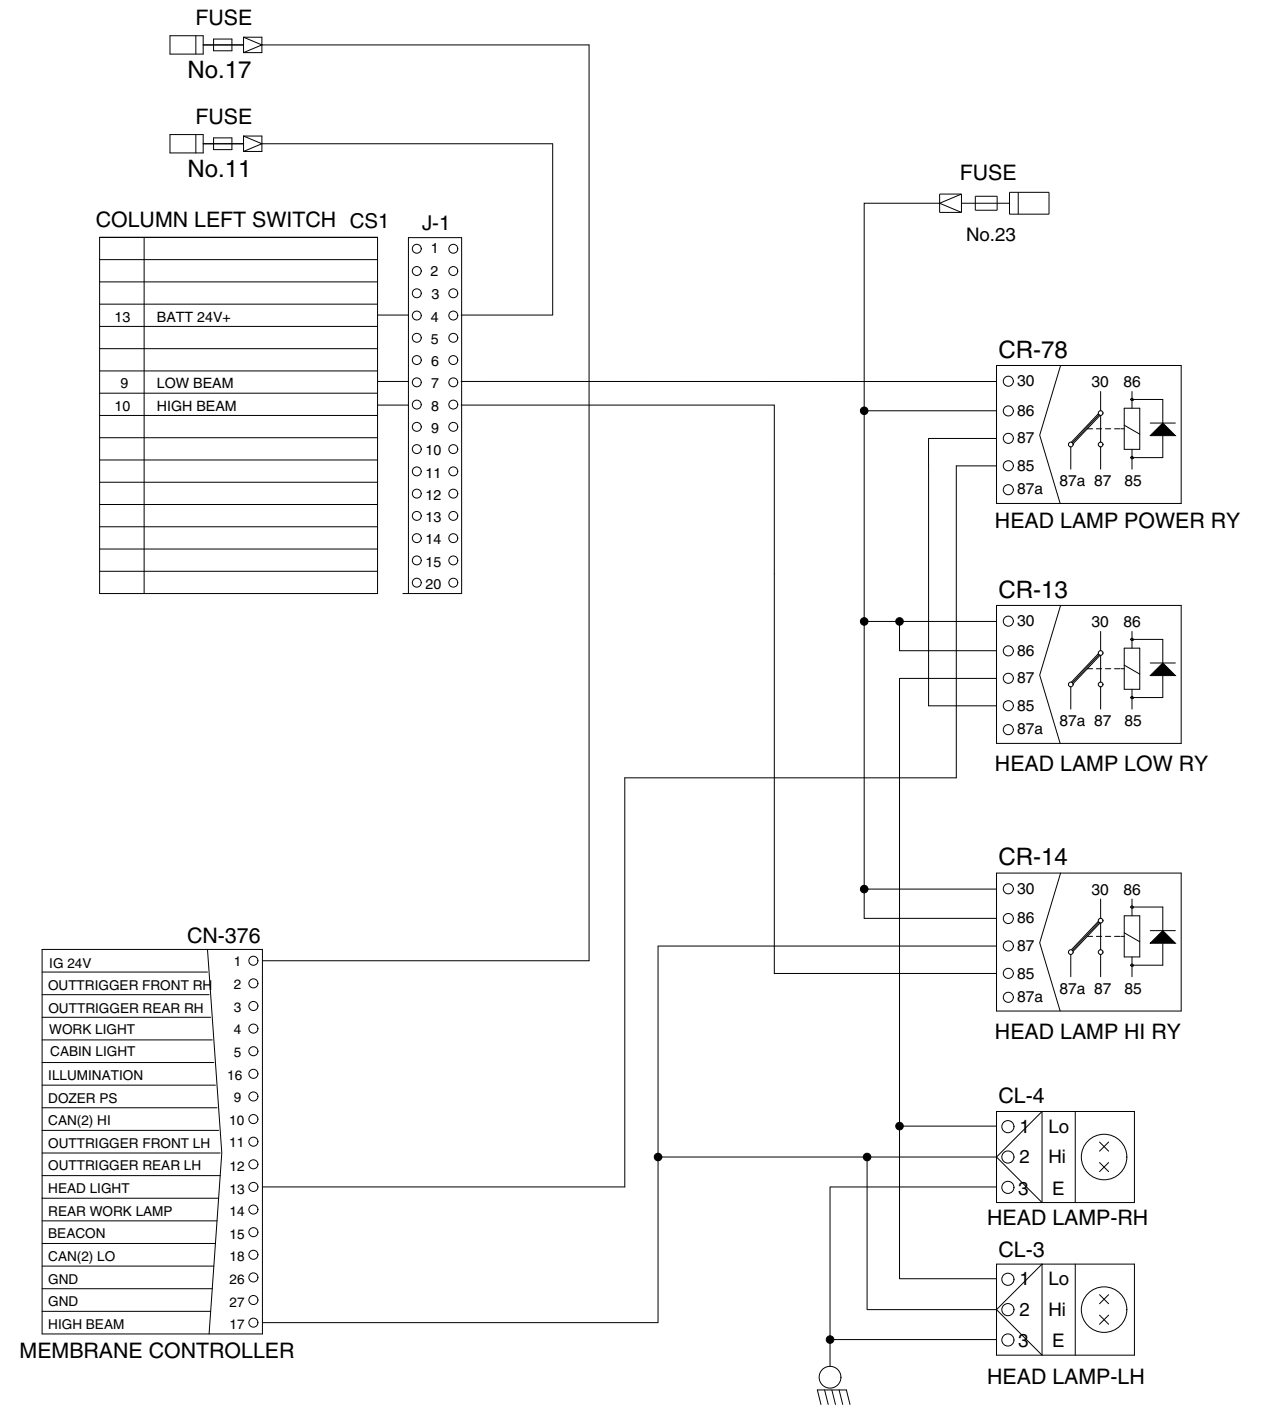 FUSE
No.17
FUSE
No.11
FUSE
No.23
COLUMN LEFT SWITCH CS1 J-1
13 BATT 24V+
9 LOW BEAM
10 HIGH BEAM
1
2
3
4
5
6
7
8
9
10
11
12
13
14
15
20
CR-78
30
86
87
85
87a
30 86
87a 87 85
HEAD LAMP POWER RY
CR-13
30
86
87
85
87a
30 86
87a 87 85
HEAD LAMP LOW RY
CR-14
30
86
87
85
87a
30 86
87a 87 85
HEAD LAMP HI RY
CN-376
IG 24V 1
OUTTRIGGER FRONT RH 2
OUTTRIGGER REAR RH 3
WORK LIGHT 4
CABIN LIGHT 5
ILLUMINATION 16
DOZER PS 9
CAN(2) HI 10
OUTTRIGGER FRONT LH 11
OUTTRIGGER REAR LH 12
HEAD LIGHT 13
REAR WORK LAMP 14
BEACON 15
CAN(2) LO 18
GND 26
GND 27
HIGH BEAM 17
MEMBRANE CONTROLLER
CL-4
1 Lo
2 Hi
3 E
HEAD LAMP-RH
CL-3
1 Lo
2 Hi
3 E
HEAD LAMP-LH